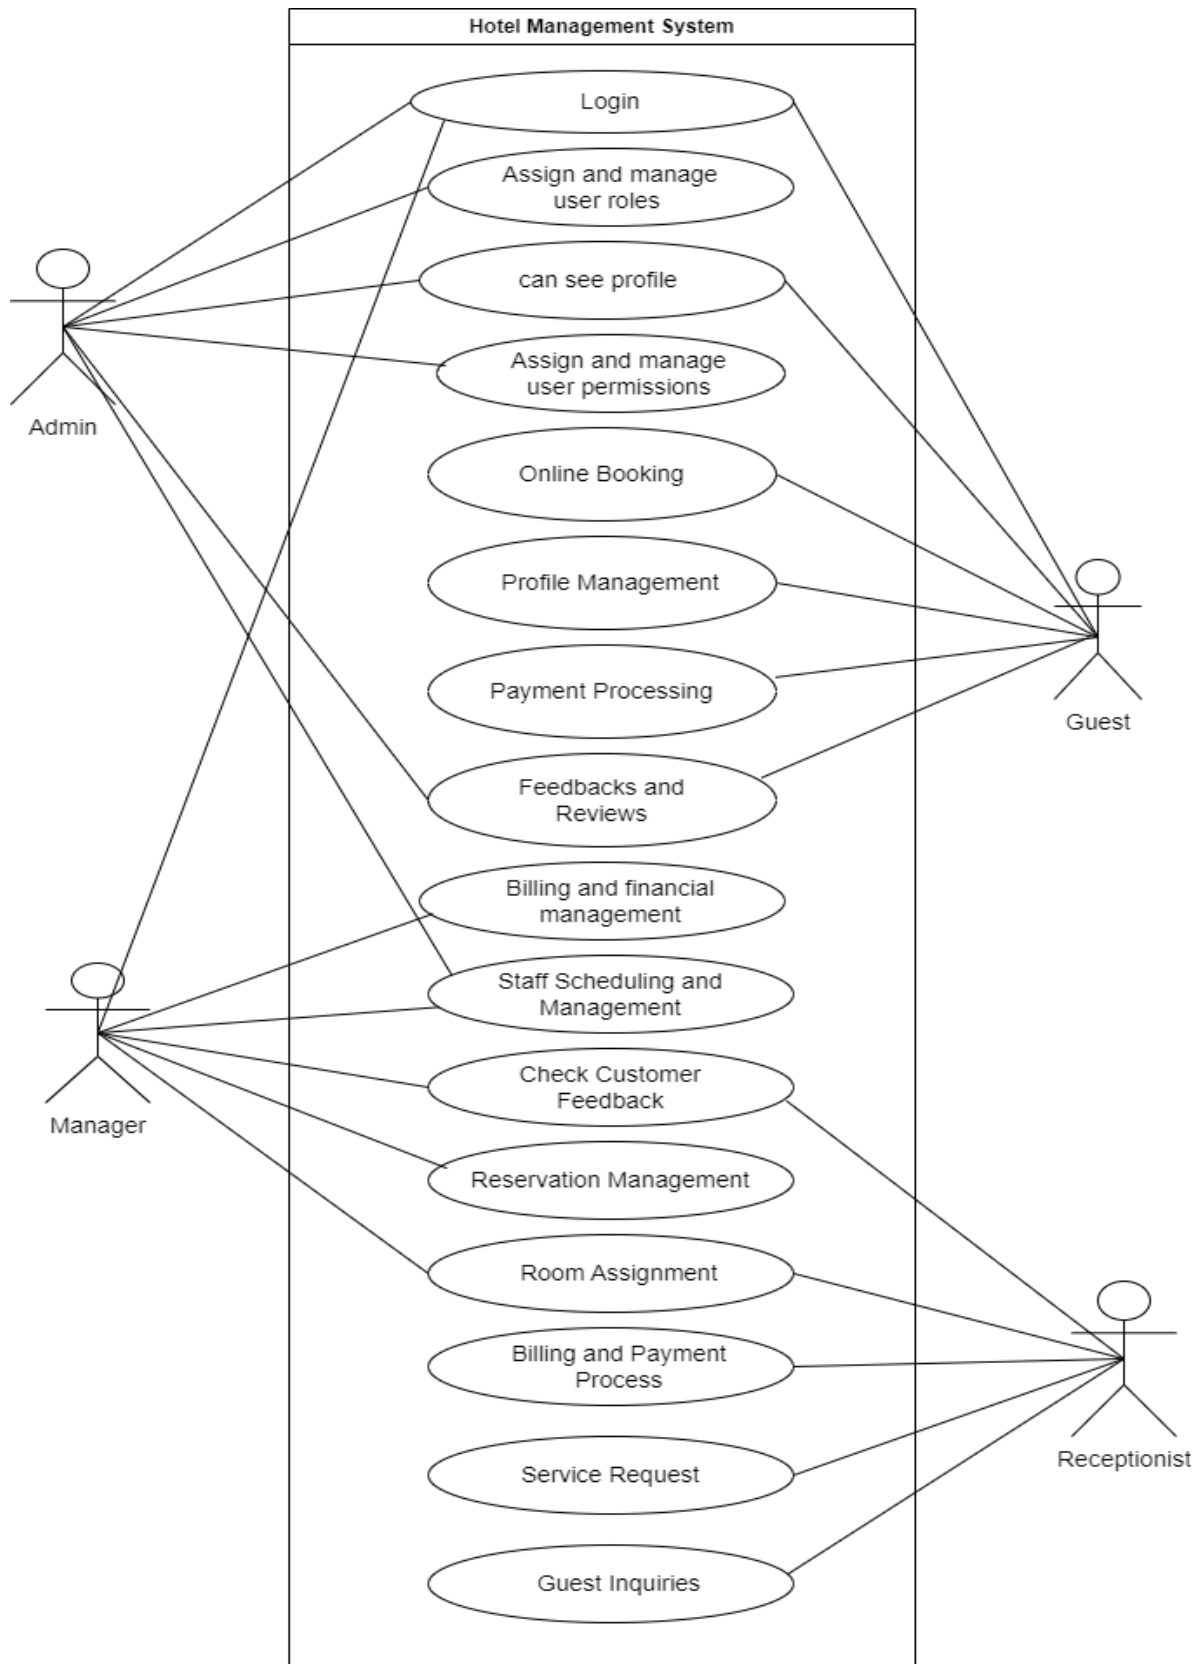 Hotel Management System
Login
Assign and manage
user roles
can see profile
Assign and manage
user permissions
Admin
Online Booking
Profile Management
Payment Processing
Guest
Feedbacks and
Reviews
Billing and financial
management
Staff Scheduling and
Management
Check Customer
Feedback
Manager
Reservation Management
Room Assignment
Billing and Payment
Process
Receptionist
Service Request
Guest Inquiries